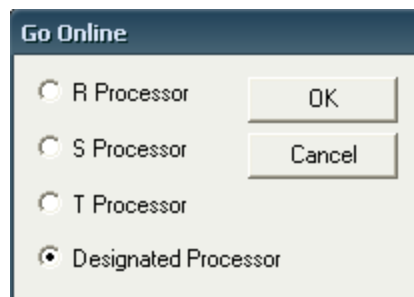 Go Online
R Processor
OK
S Processor
Cancel
T Processor
Designated Processor